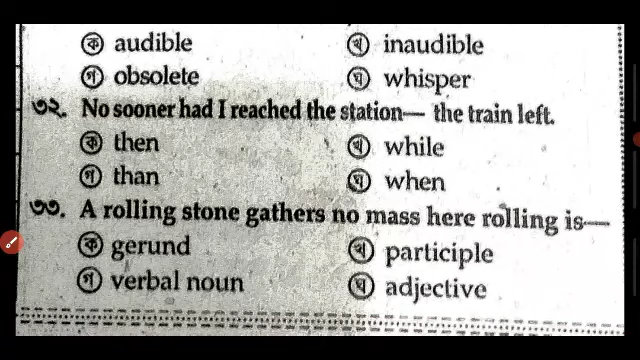 ক audible খ inaudible
গ obsolete ঘ whisper
৩২. No sooner had I reached the station— the train left.
ক then খ while
গ than ঘ when
৩৩. A rolling stone gathers no mass here rolling is—
ক gerund খ participle
গ verbal noun ঘ adjective